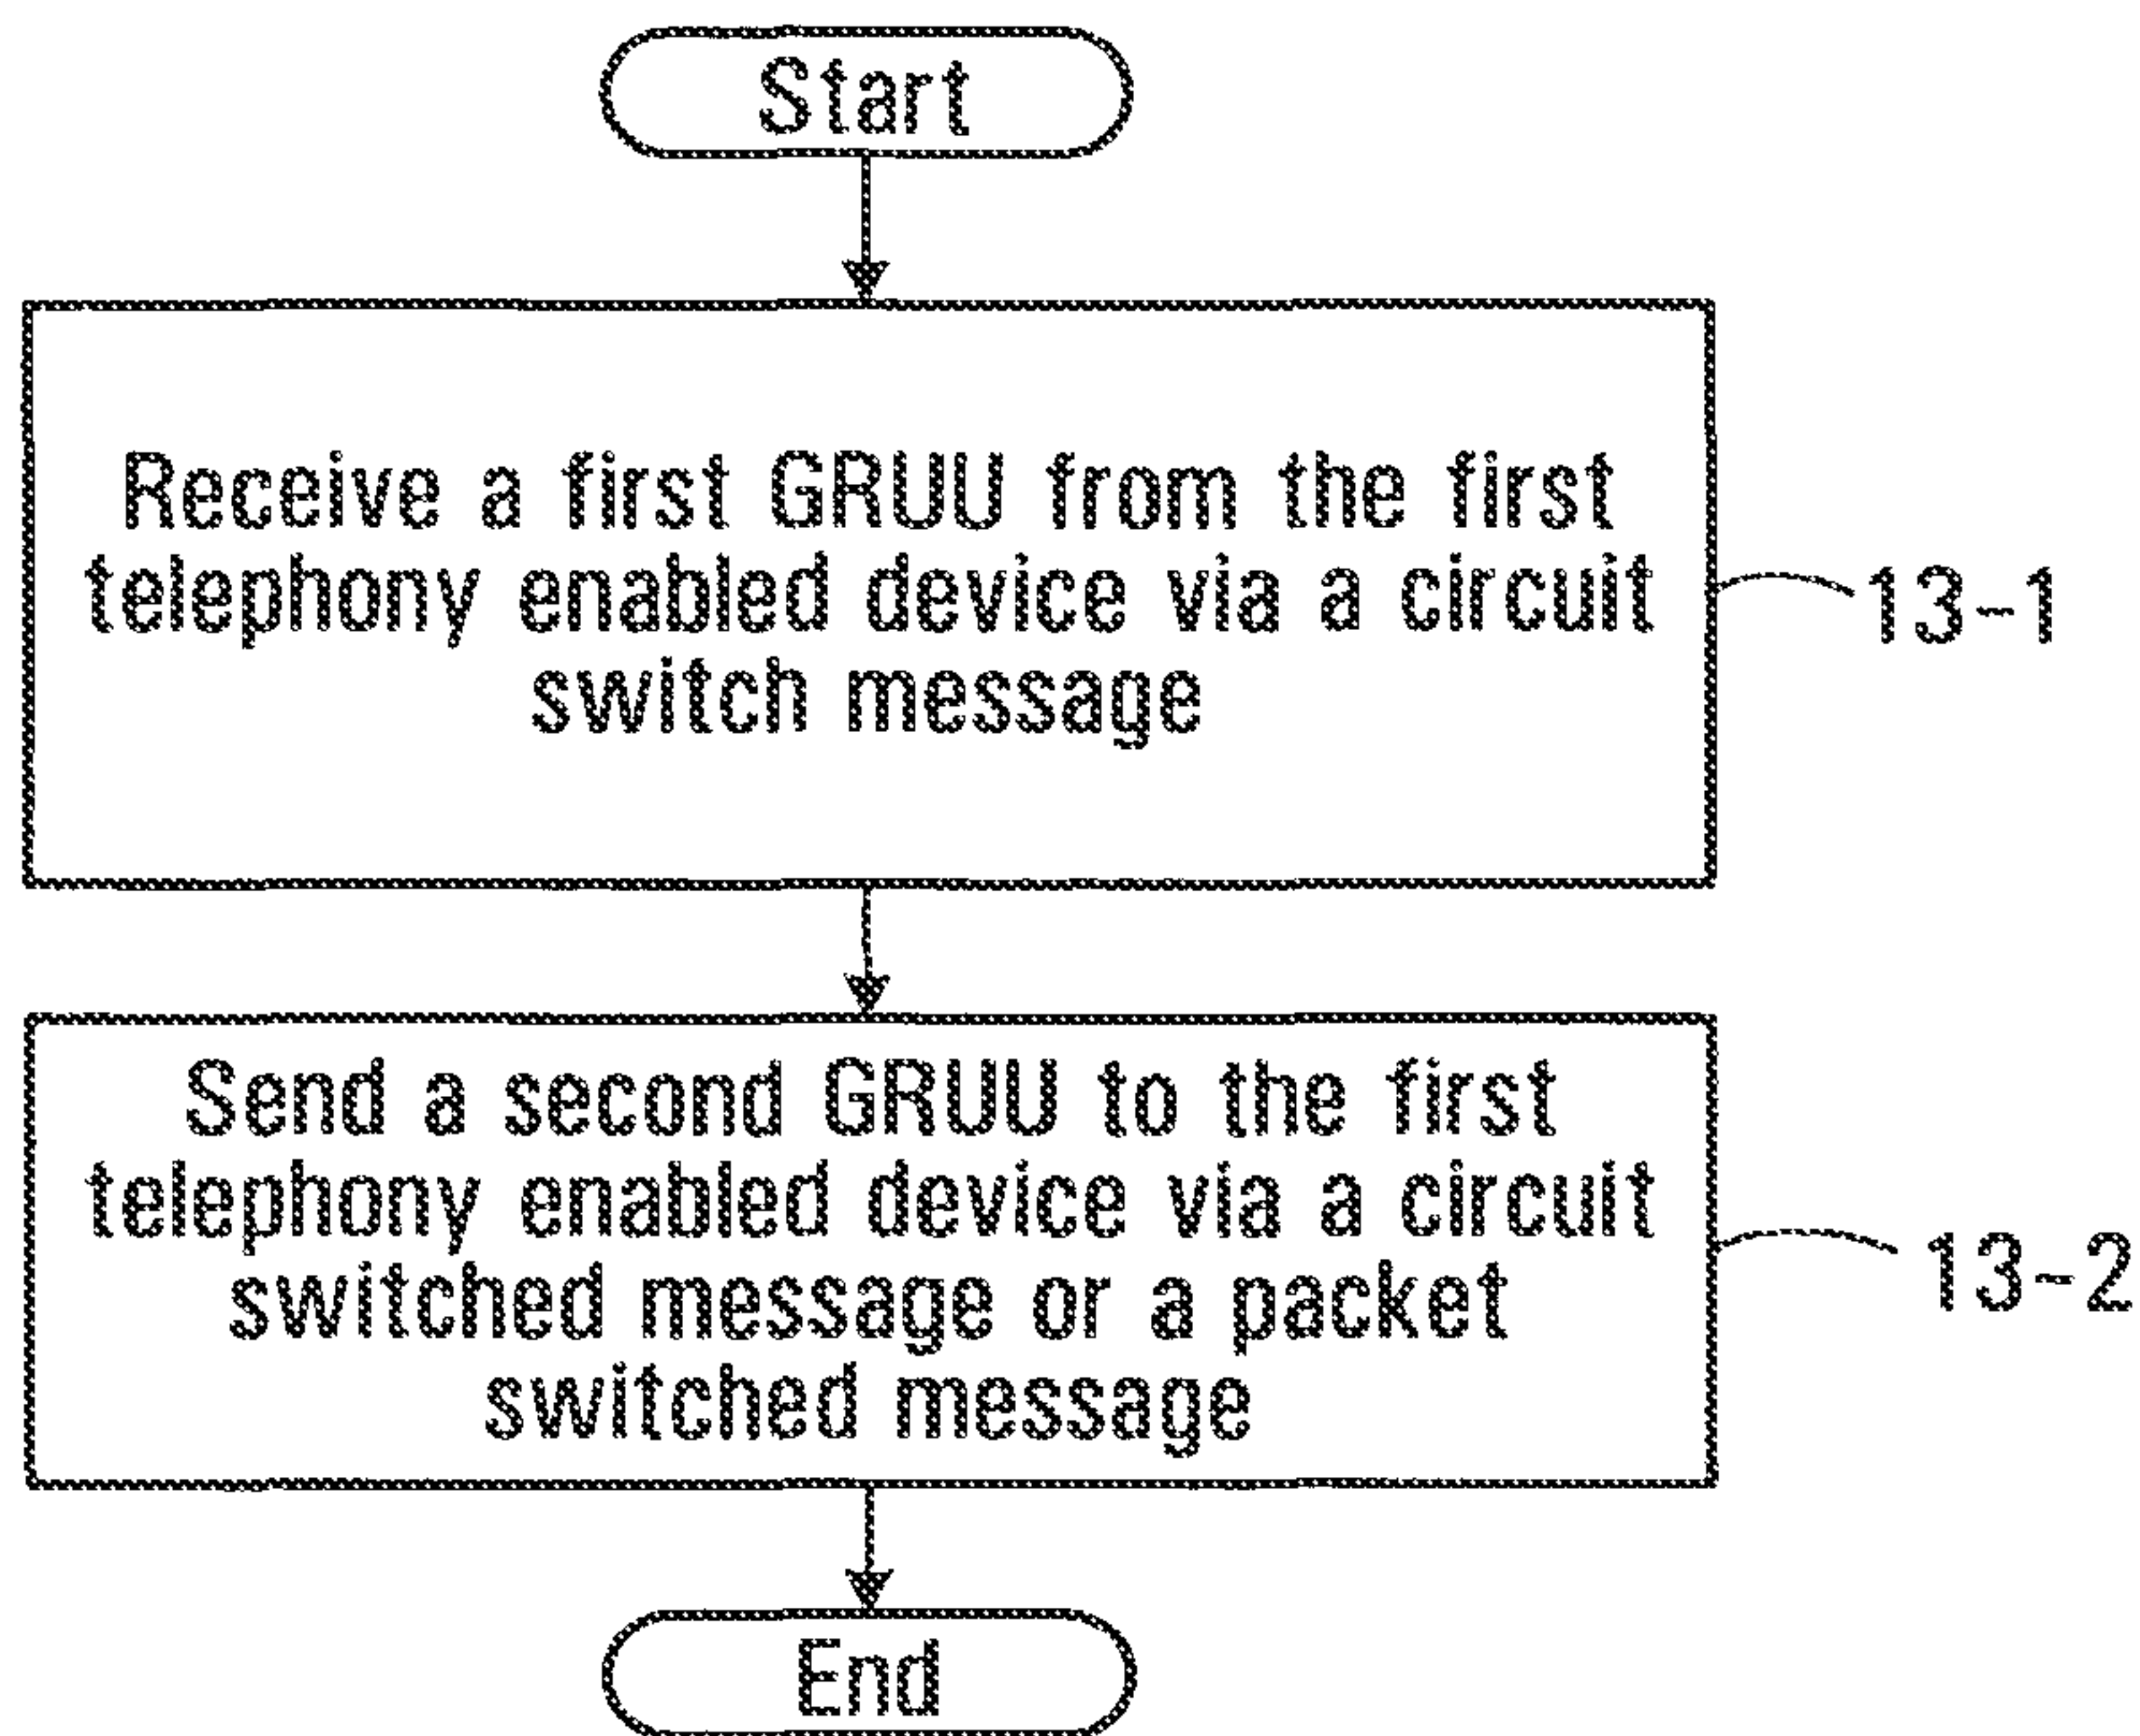 Start
Receive a first GRUU from the first
telephony enabled device via a circuit
switch message
13-1
Send a second GRUU to the first
telephony enabled device via a circuit
switched message or a packet
switched message
13-2
End